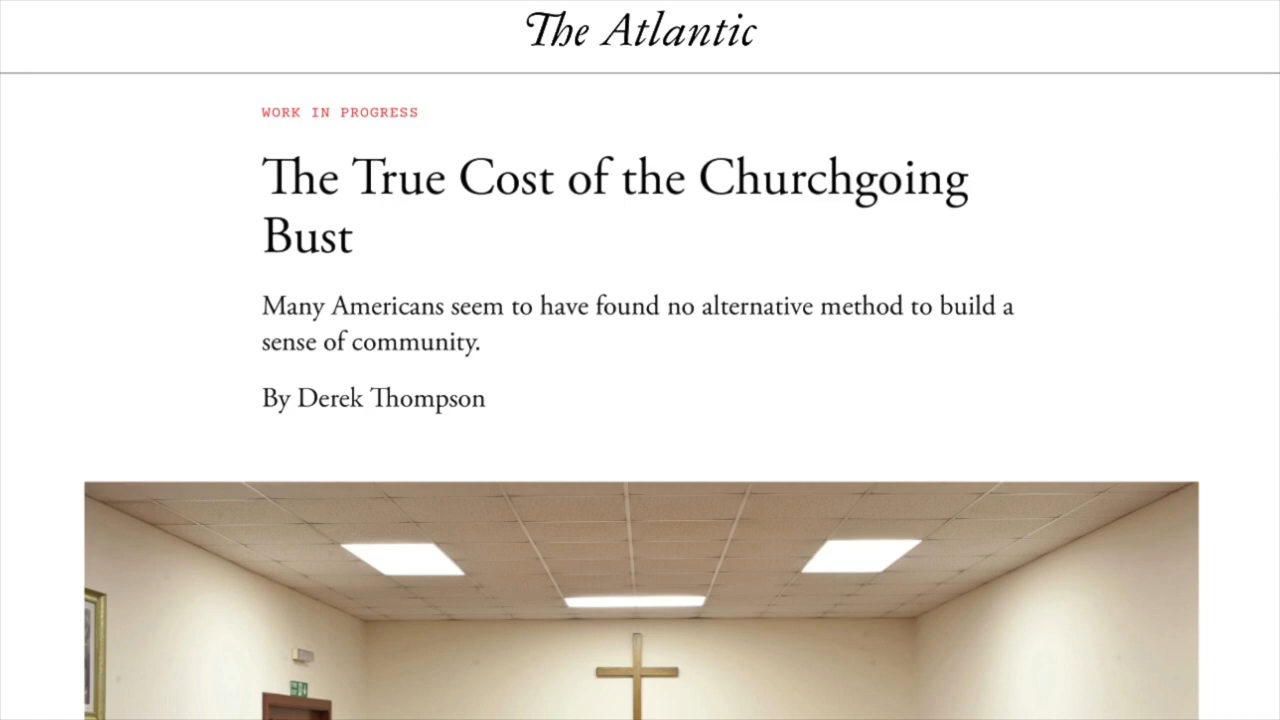 The Atlantic
WORK IN PROGRESS
The True Cost of the Churchgoing
Bust
Many Americans seem to have found no alternative method to build a
sense of community.
By Derek Thompson